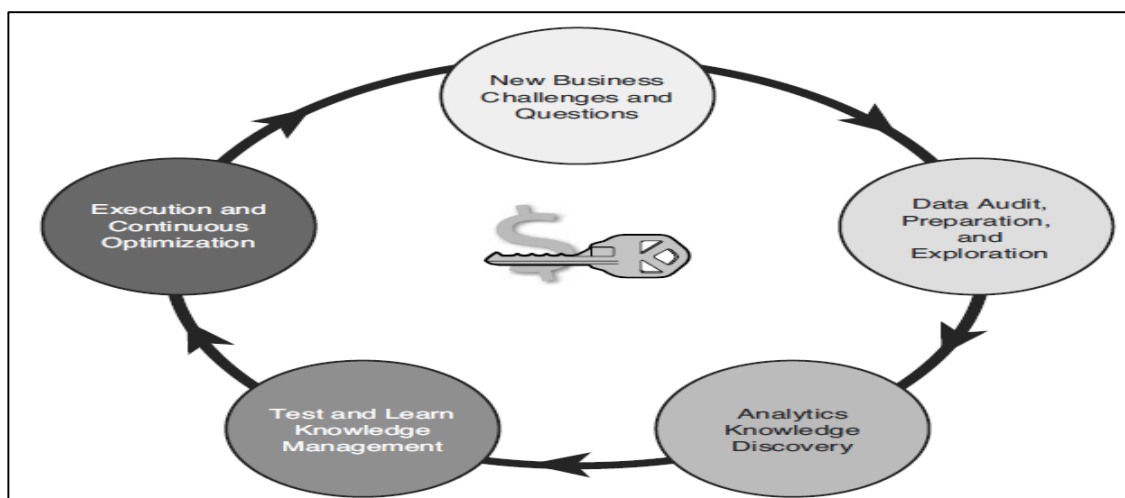 New Business
Challenges and
Questions
Data Audit,
Preparation,
and
Exploration
Analytics
Knowledge
Discovery
Test and Learn
Knowledge
Management
Execution and
Continuous
Optimization
$